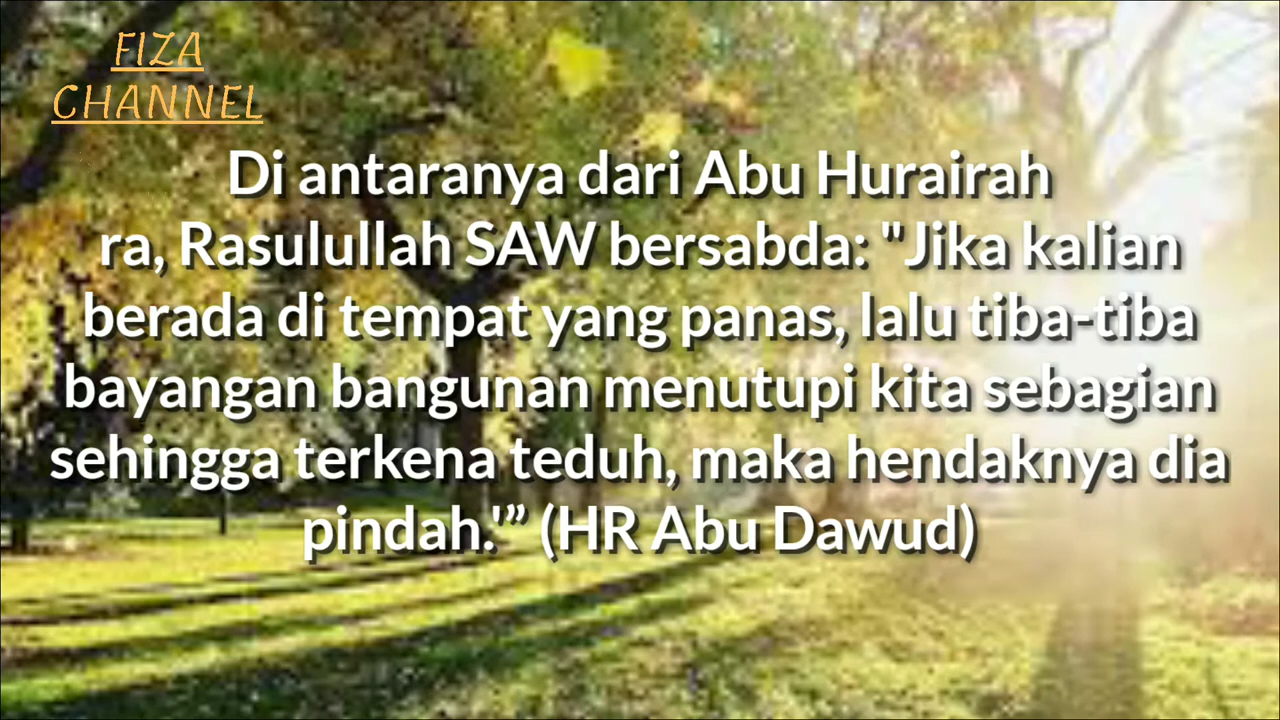 FIZA
CHANNEL
Di antaranya dari Abu Hurairah
ra, Rasulullah SAW bersabda: "Jika kalian
berada di tempat yang panas, lalu tiba-tiba
bayangan bangunan menutupi kita sebagian
sehingga terkena teduh, maka hendaknya dia
pindah.'” (HR Abu Dawud)